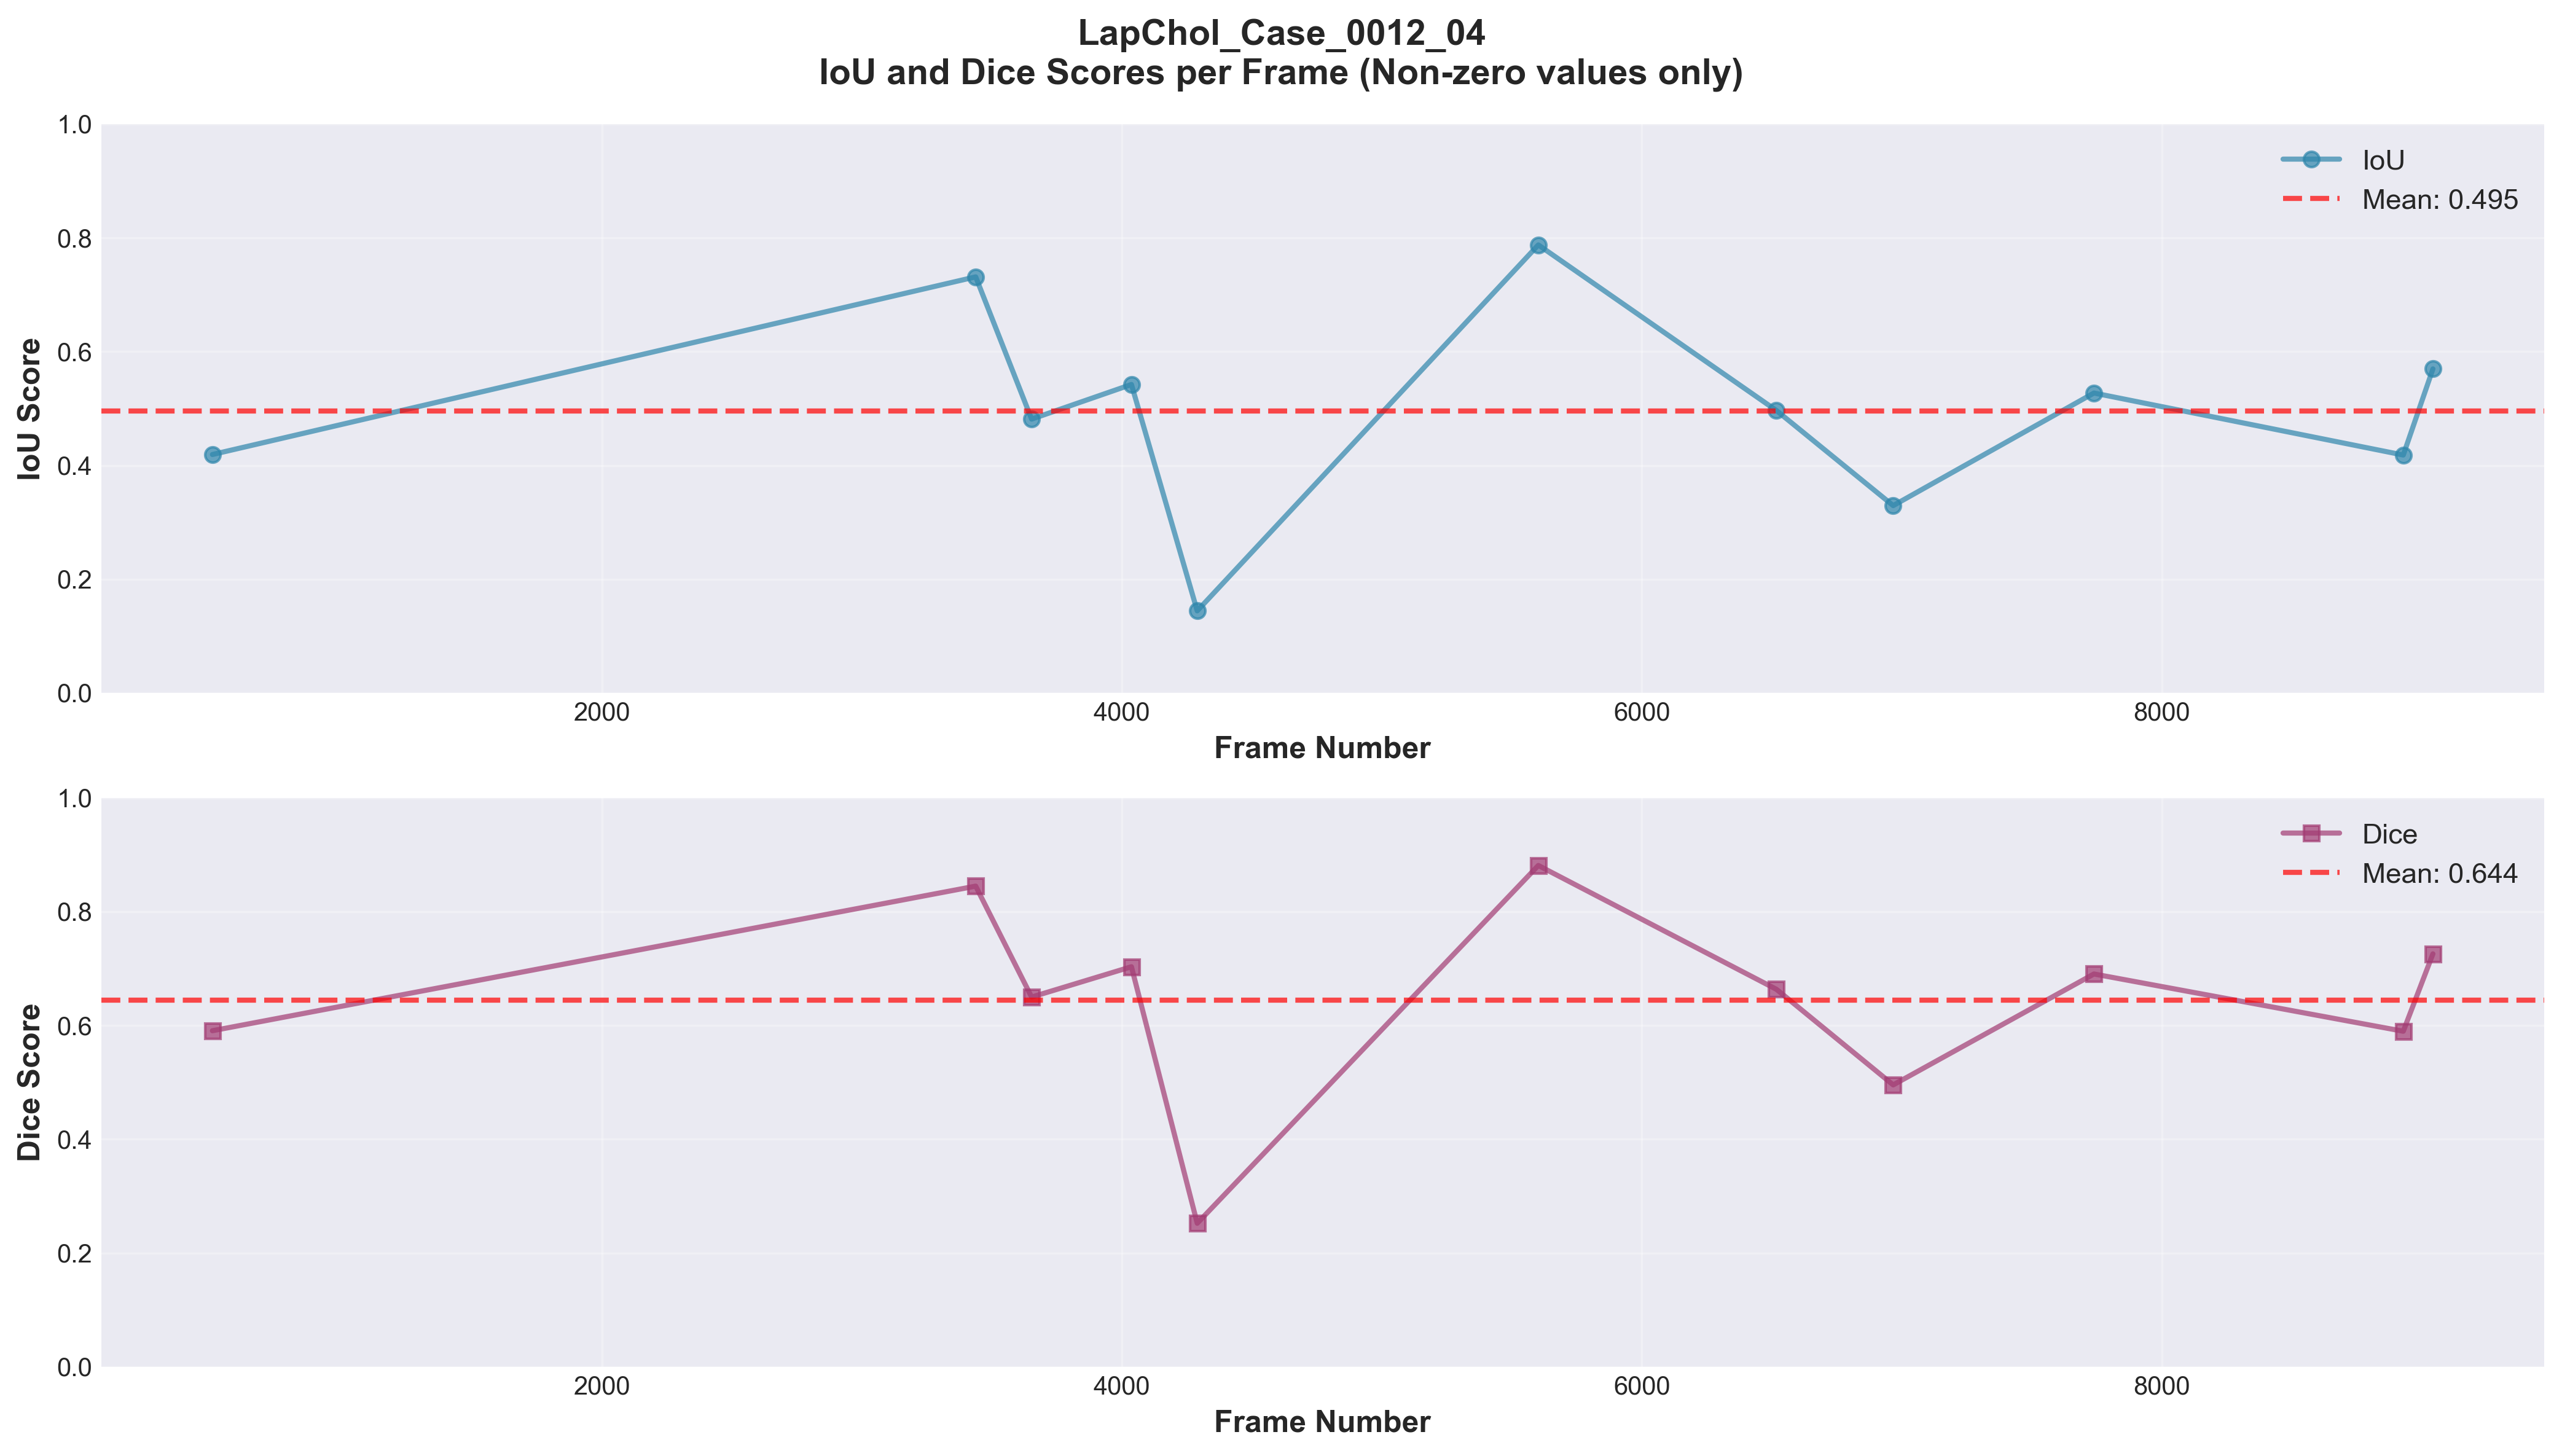 LapChol_Case_0012_04
IoU and Dice Scores per Frame (Non-zero values only)
1.0
0.8
0.6
0.4
0.2
0.0
IoU Score
IoU
Mean: 0.495
2000
4000
6000
8000
Frame Number
1.0
0.8
0.6
0.4
0.2
0.0
Dice Score
Dice
Mean: 0.644
2000
4000
6000
8000
Frame Number